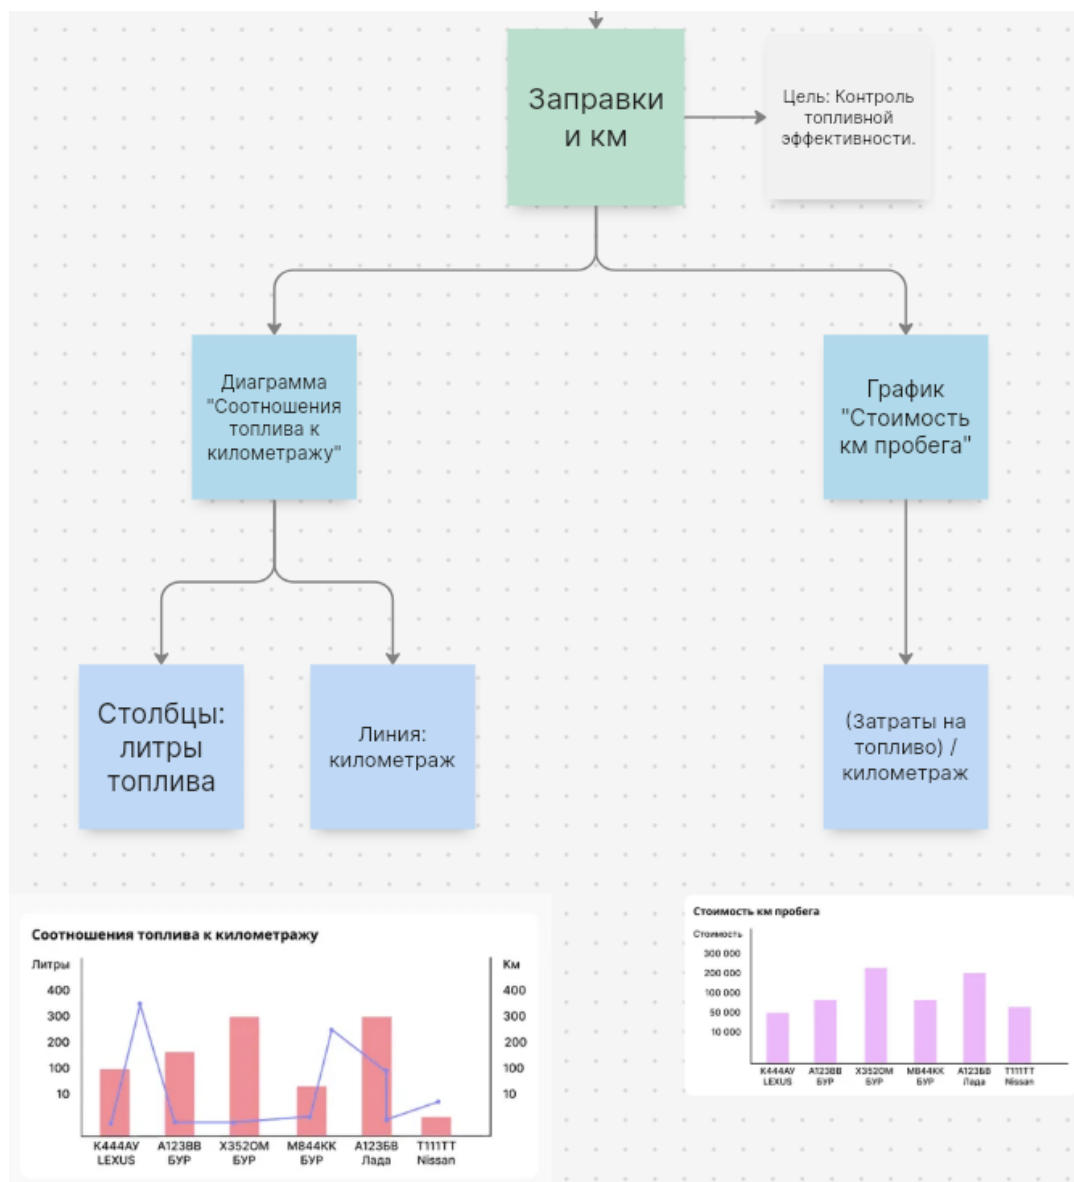 Заправки
и км
Цель: Контроль
топливной
эффективности.
Диаграмма
"Соотношения
топлива к
километражу"
График
"Стоимость
км пробега"
Столбцы:
литры
топлива
Линия:
километраж
(Затраты на
топливо) /
километраж
Соотношения топлива к километражу
Литры
Км
400
400
300
300
200
200
100
100
10
10
К444АУ А123ВВ Х352ОМ М844КК А123БВ Т111ТТ
LEXUS БУР БУР БУР Лада Nissan
Стоимость км пробега
Стоимость
300 000
200 000
100 000
50 000
10 000
К444АУ А123ВВ Х352ОМ М844КК А123БВ Т111ТТ
LEXUS БУР БУР БУР Лада Nissan